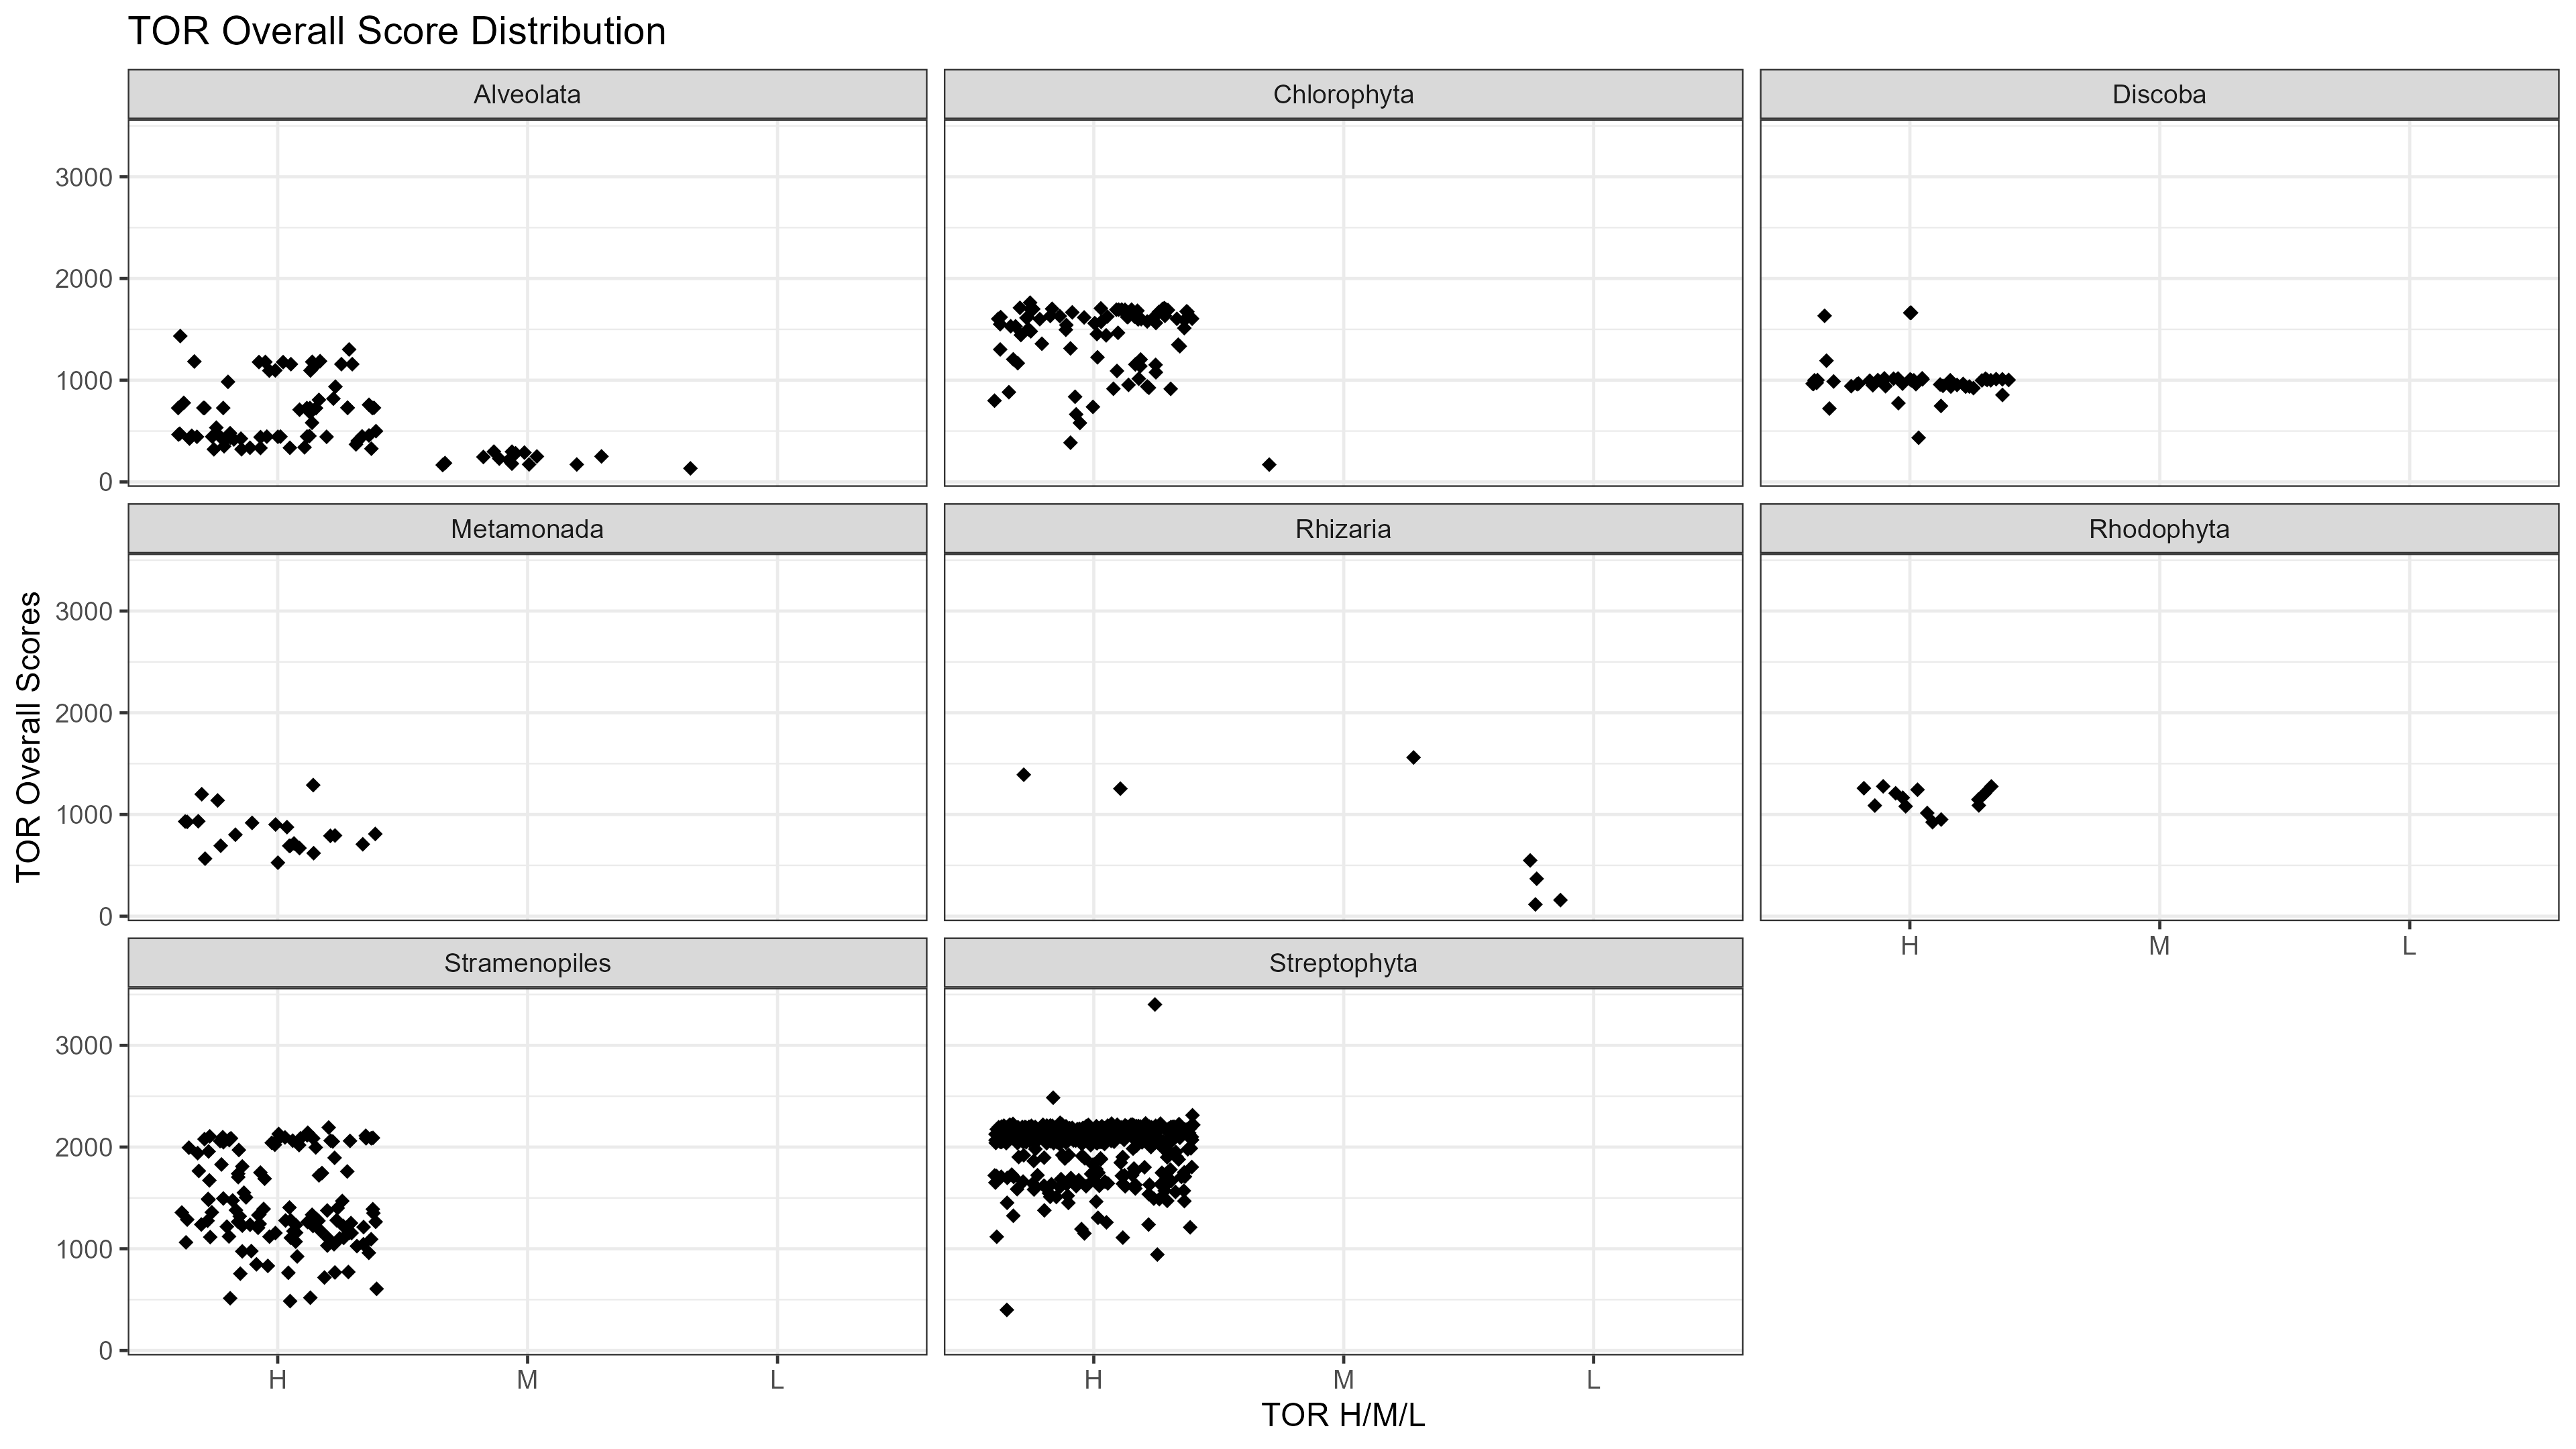 TOR Overall Score Distribution
Alveolata
Chlorophyta
Discoba
3000
2000
1000
0
Metamonada
Rhizaria
Rhodophyta
3000
2000
1000
0
H
M
L
Stramenopiles
Streptophyta
3000
2000
1000
0
H
M
L
H
M
L
TOR Overall Scores
TOR H/M/L